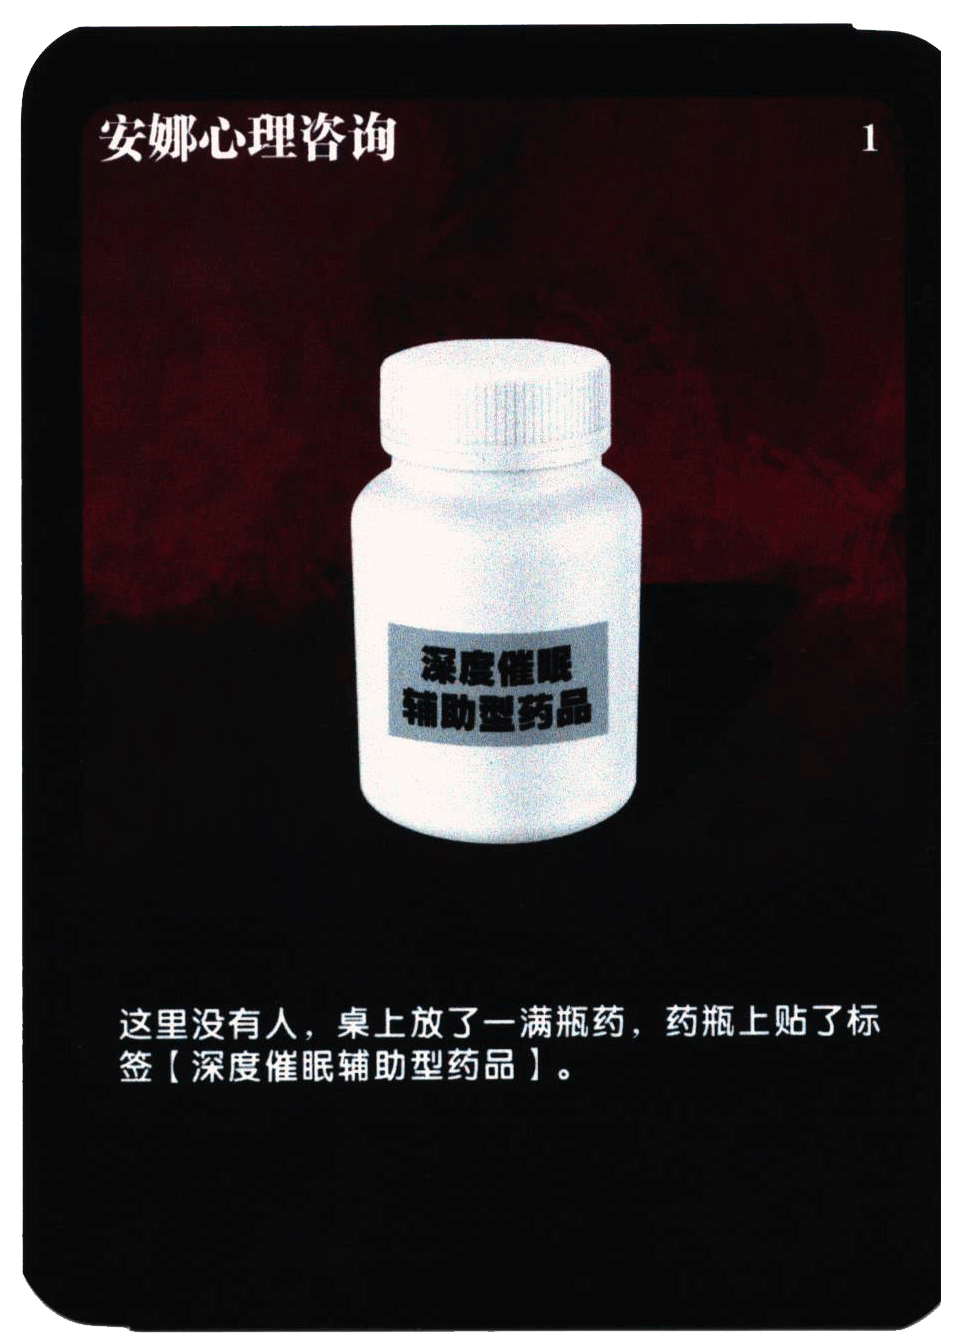 安娜心理咨询
1
深度催眠
辅助型药品
这里没有人，桌上放了一满瓶药，药瓶上贴了标
签【深度催眠辅助型药品】。